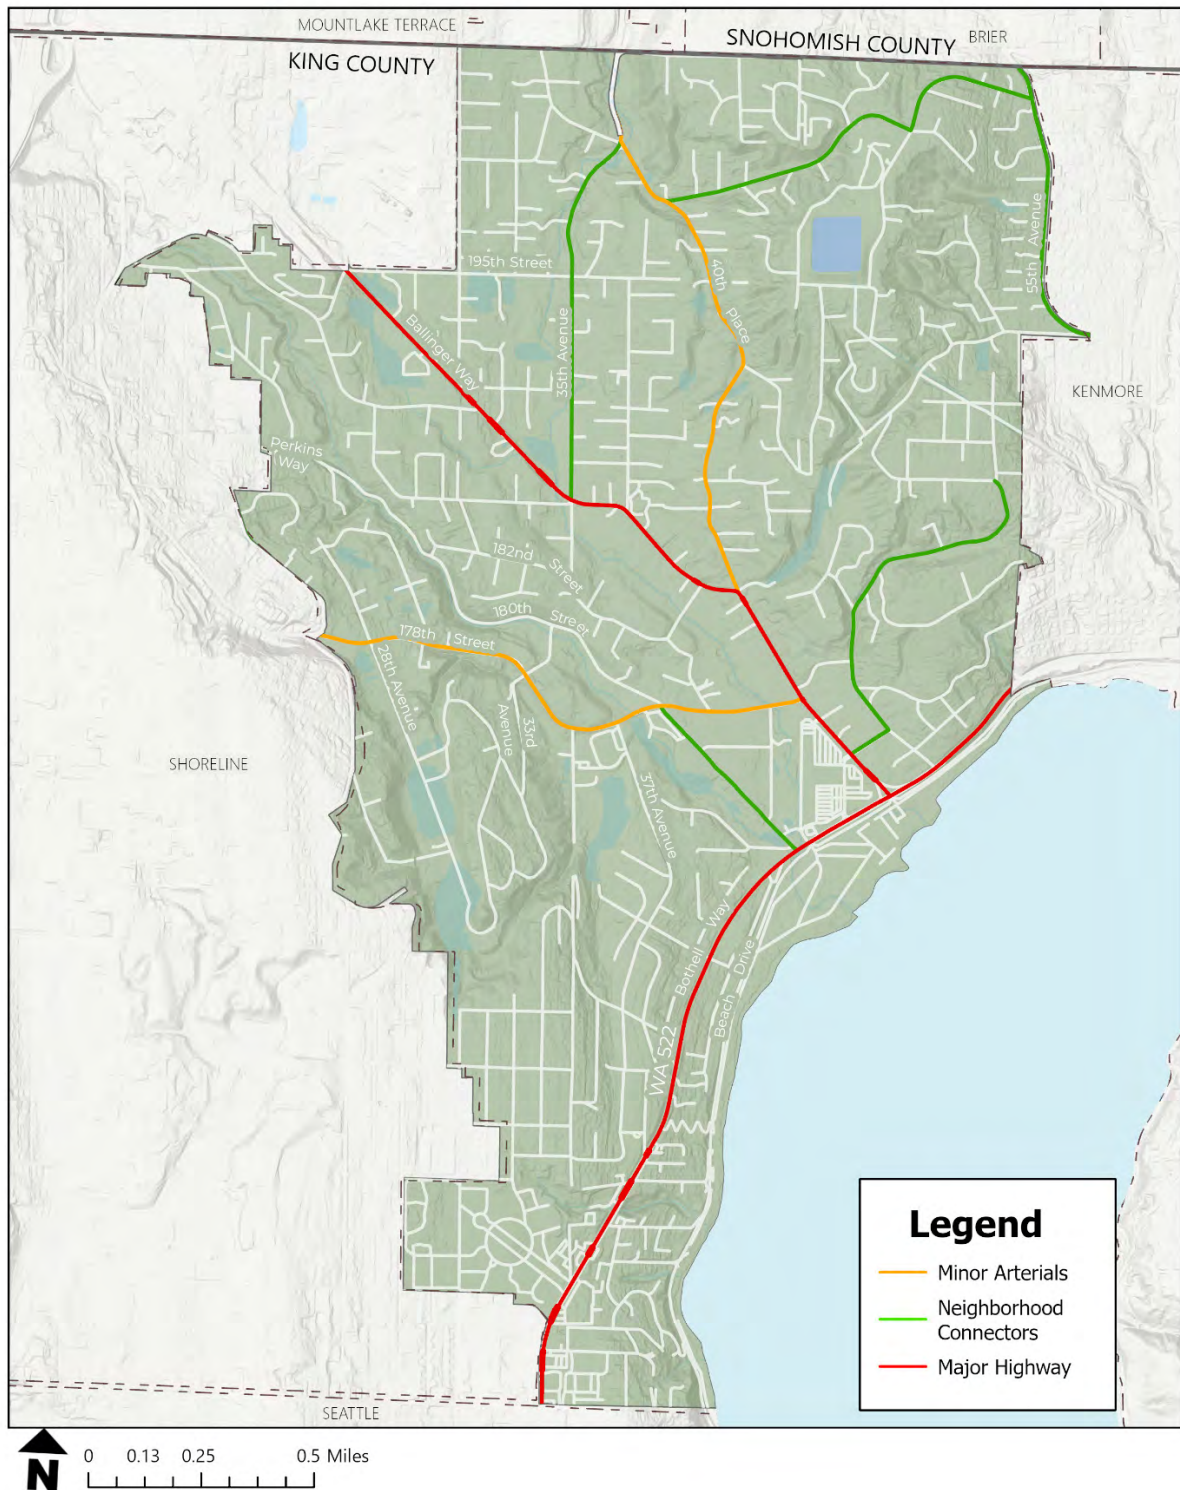 MOUNTLAKE TERRACE
SNOHOMISH COUNTY
BRIER
KING COUNTY
195th Street
55th Avenue
40th Place
Ballinger Way
35th Avenue
KENMORE
Perkins
Way
182nd Street
180th Street
178th Street
28th Avenue
33rd
Avenue
SHORELINE
37th Avenue
Bothell Way
Beach Drive
WA 522
Legend
Minor Arterials
Neighborhood
Connectors
Major Highway
SEATTLE
N
0 0.13 0.25 0.5 Miles